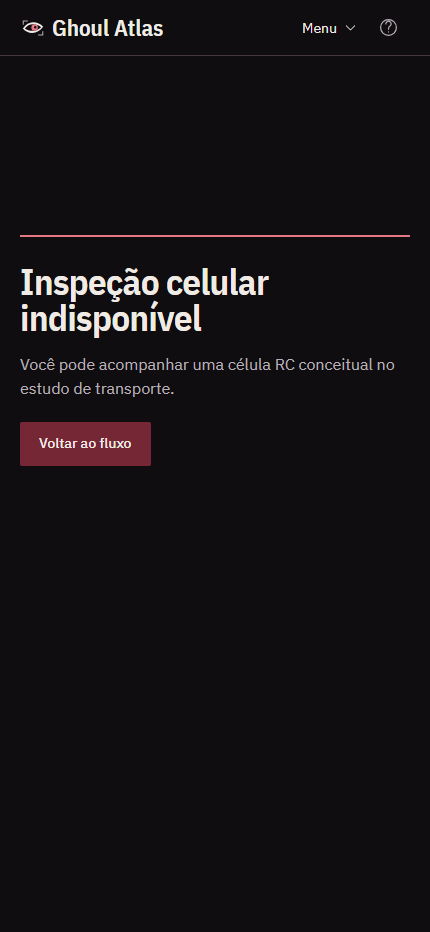 Ghoul Atlas
Menu
Inspeção celular
indisponível
Você pode acompanhar uma célula RC conceitual no
estudo de transporte.
Voltar ao fluxo